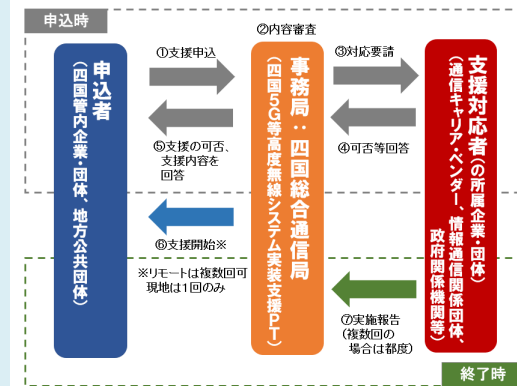 申込時
②内容審査
①支援申込
③対応要請
申込者
(四国管内企業・団体、地方公共団体)
事務局：四国総合通信局
(四国5G等高度無線システム実装支援PT)
支援対応者(の所属企業・団体)
(通信キャリア・ベンダー、情報通信関係団体、
政府関係機関等)
⑤支援の可否、
支援内容を
回答
④可否等回答
⑥支援開始※
※リモートは複数回可
現地は1回のみ
⑦実施報告
(複数回の
場合は都度)
終了時